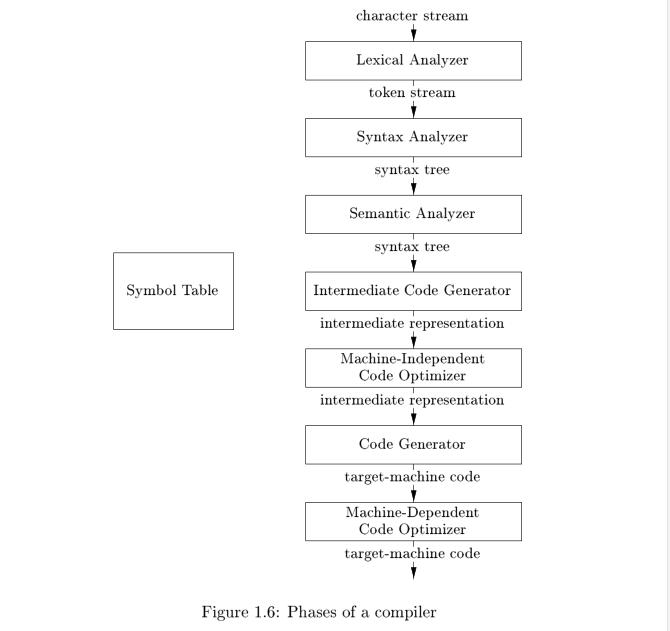 character stream
Lexical Analyzer
token stream
Syntax Analyzer
syntax tree
Semantic Analyzer
syntax tree
Symbol Table
Intermediate Code Generator
intermediate representation
Machine-Independent
Code Optimizer
intermediate representation
Code Generator
target-machine code
Machine-Dependent
Code Optimizer
target-machine code
Figure 1.6: Phases of a compiler